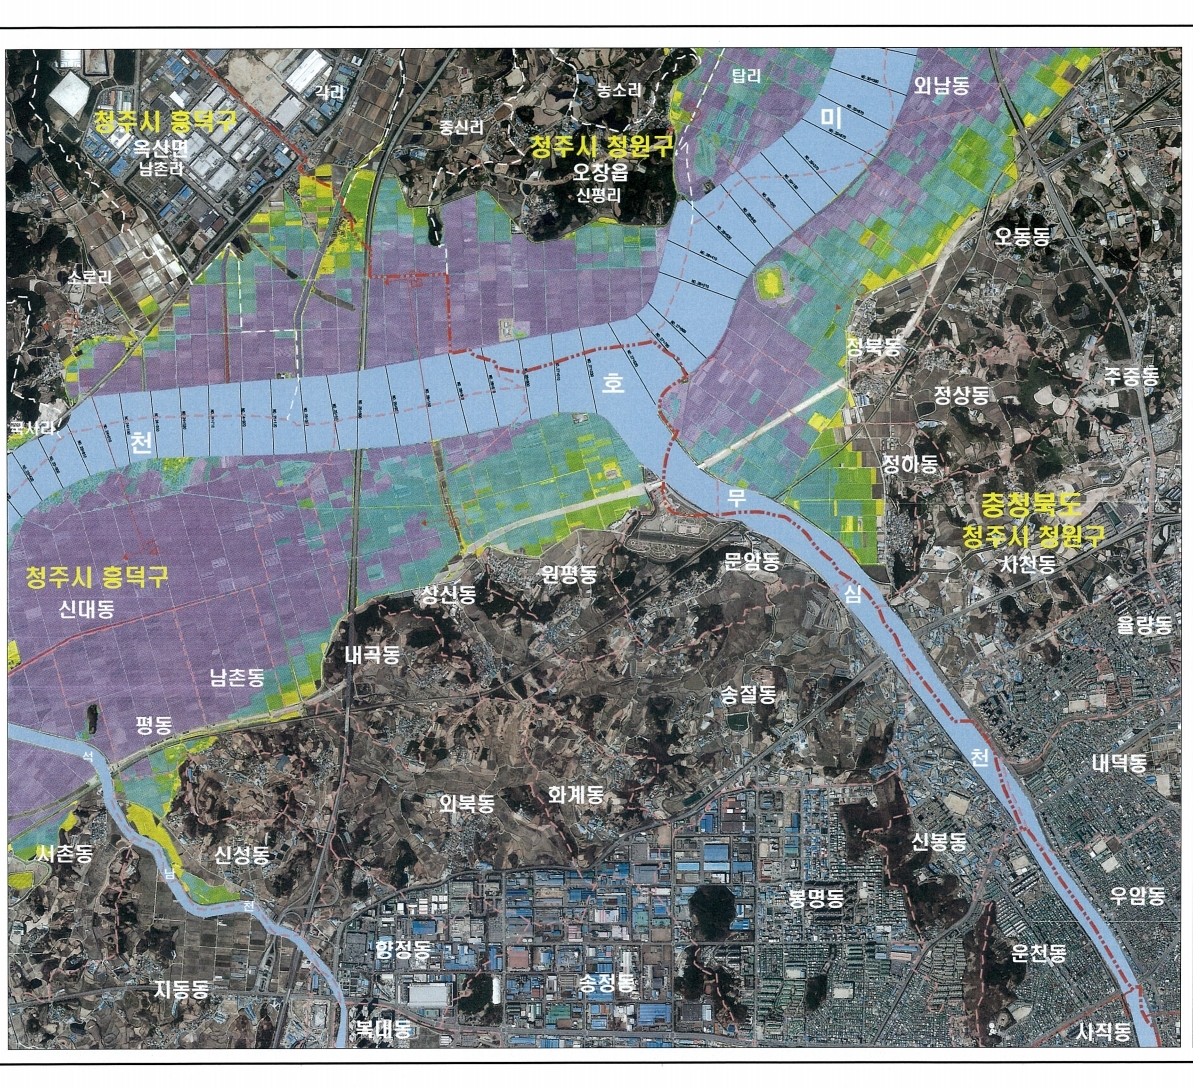 각리
농소리
탑리
외남동
청주시 흥덕구
옥산면
남촌리
중신리
청주시 청원구
오창읍
신평리
미
오동동
소로리
정북동
주중동
호
정상동
국사리
천
정하동
무
충청북도
청주시 청원구
사천동
문암동
원평동
청주시 흥덕구
신대동
상신동
삼
율량동
내곡동
남촌동
송절동
평동
석
천
내덕동
외북동
화계동
신봉동
서촌동
신성동
남
봉명동
우암동
천
향정동
운천동
지동동
송정동
복대동
사직동